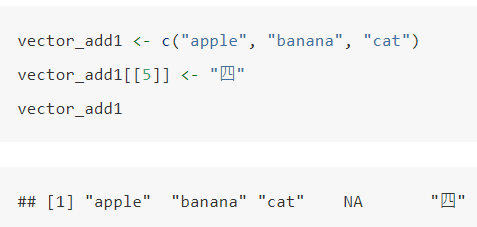 vector_add1 <- c("apple", "banana", "cat")
vector_add1[[5]] <- "四"
vector_add1
## [1] "apple"  "banana" "cat"    NA       "四"